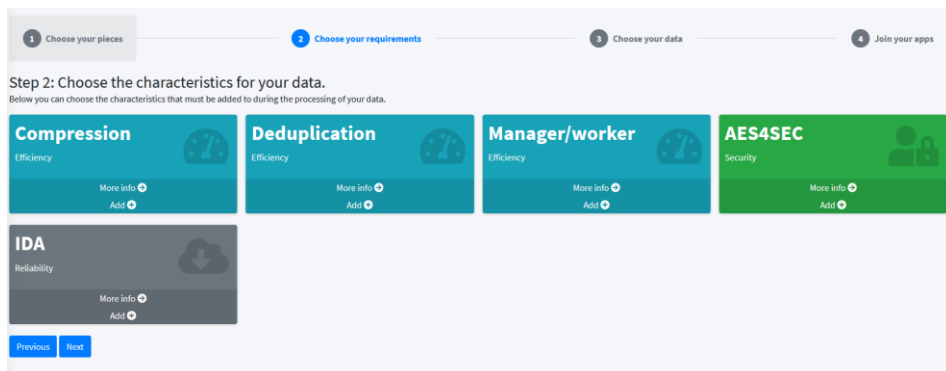 1 Choose your pieces 2 Choose your requirements 3 Choose your data 4 Join your apps
Step 2: Choose the characteristics for your data.
Below you can choose the characteristics that must be added to during the processing of your data.
Compression
Efficiency
More info
Add
Deduplication
Efficiency
More info
Add
Manager/worker
Efficiency
More info
Add
AES4SEC
Security
More info
Add
IDA
Reliability
More info
Add
Previous Next